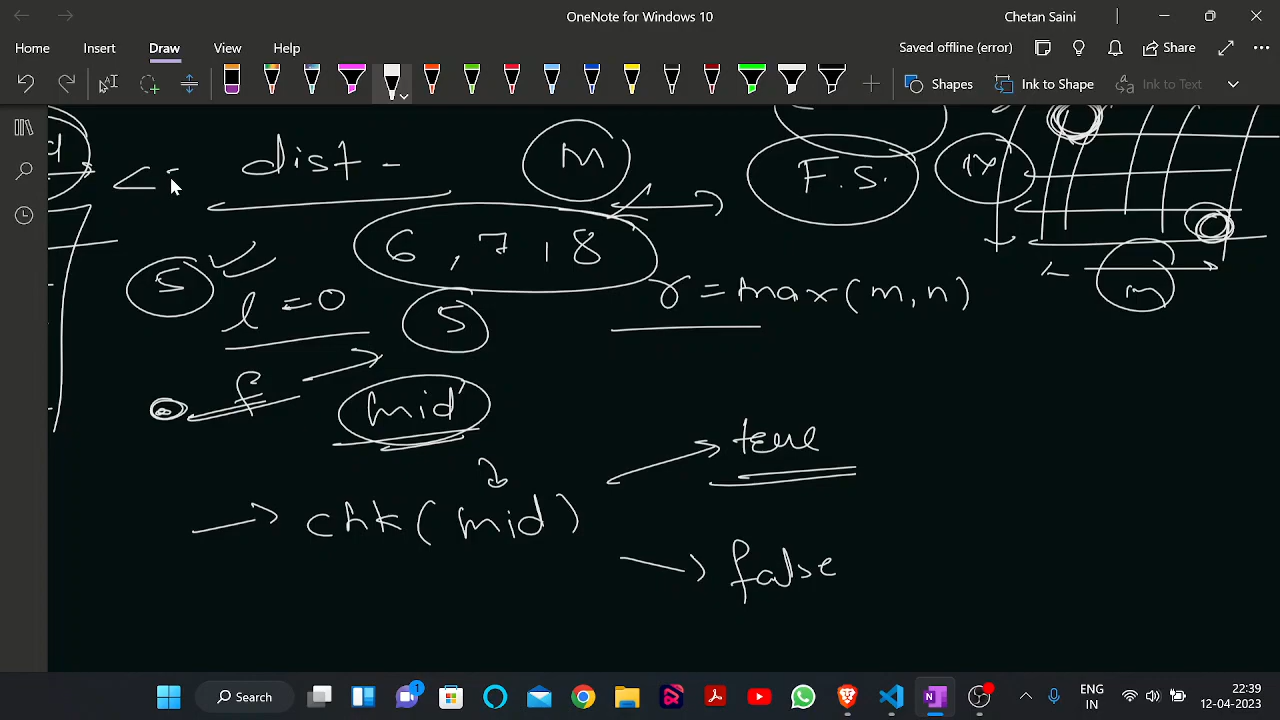 OneNote for Windows 10
Chetan Saini
Home Insert Draw View Help
Saved offline (error)
Share
Shapes
Ink to Shape
Ink to Text
<= dist -
m
F.S.
6, 7, 8
5
l = 0
5
r = max(m, n)
m
f
mid
true
chk(mid)
false
Search
1
ENG
IN
22:39
12-04-2023